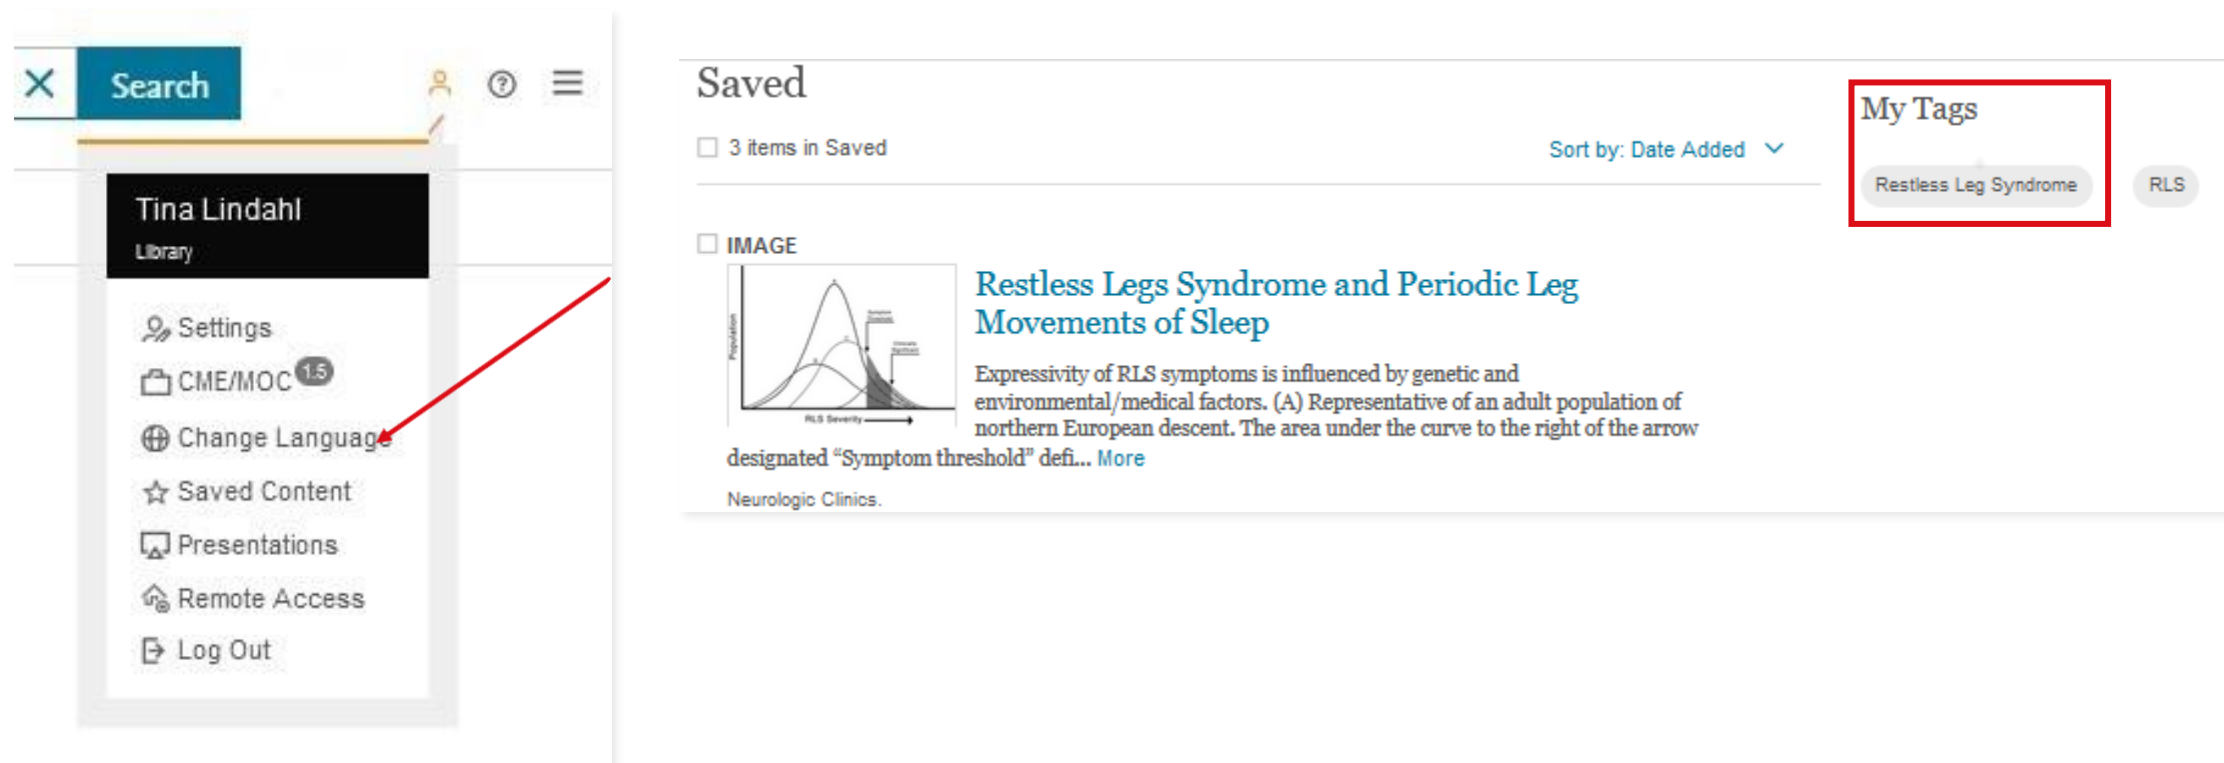 Search
Tina Lindahl
Library
Settings
CME/MOC 1.5
Change Language
Saved Content
Presentations
Remote Access
Log Out
Saved
3 items in Saved
Sort by: Date Added
My Tags
Restless Leg Syndrome
RLS
IMAGE
Population
RLS Severity
Restless Legs Syndrome and Periodic Leg
Movements of Sleep
Expressivity of RLS symptoms is influenced by genetic and
environmental/medical factors. (A) Representative of an adult population of
northern European descent. The area under the curve to the right of the arrow
designated “Symptom threshold” defi... More
Neurologic Clinics.